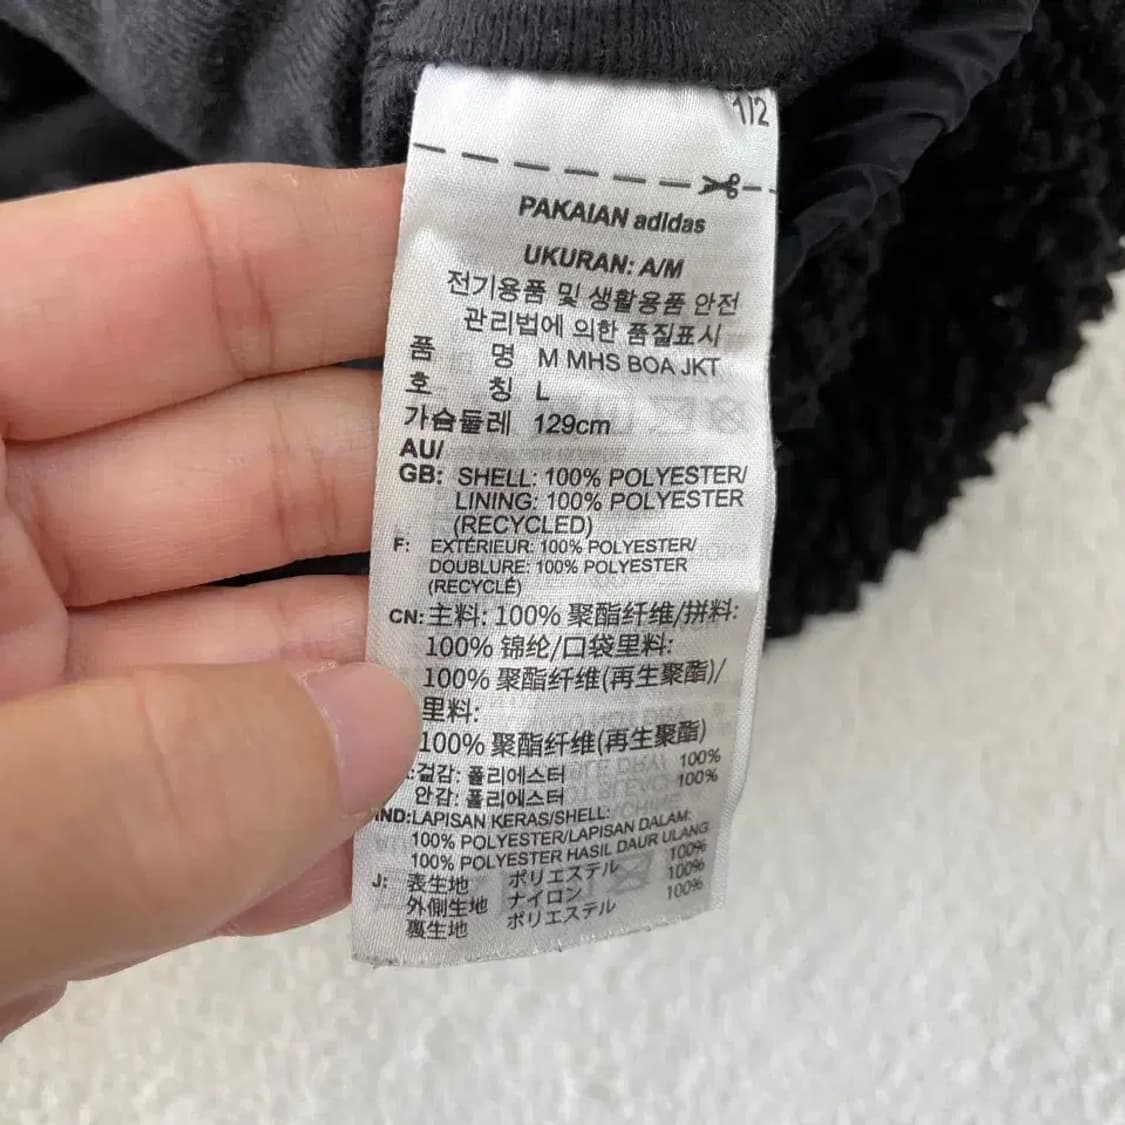 1/2
PAKAIAN adidas
UKURAN: A/M
전기용품 및 생활용품 안전
관리법에 의한 품질표시
품 명 M MHS BOA JKT
호 칭 L
가슴둘레 129cm
AU/
GB: SHELL: 100% POLYESTER/
LINING: 100% POLYESTER
(RECYCLED)
F: EXTÉRIEUR: 100% POLYESTER/
DOUBLURE: 100% POLYESTER
(RECYCLÉ)
CN: 主料: 100% 聚酯纤维/拼料:
100% 锦纶/口袋里料:
100% 聚酯纤维(再生聚酯)/
里料:
100% 聚酯纤维(再生聚酯)
:겉감: 폴리에스터 100%
안감: 폴리에스터 100%
IND:LAPISAN KERAS/SHELL:
100% POLYESTER/LAPISAN DALAM:
100% POLYESTER HASIL DAUR ULANG
J: 表生地 ポリエステル 100%
外側生地 ナイロン 100%
裏生地 ポリエステル 100%